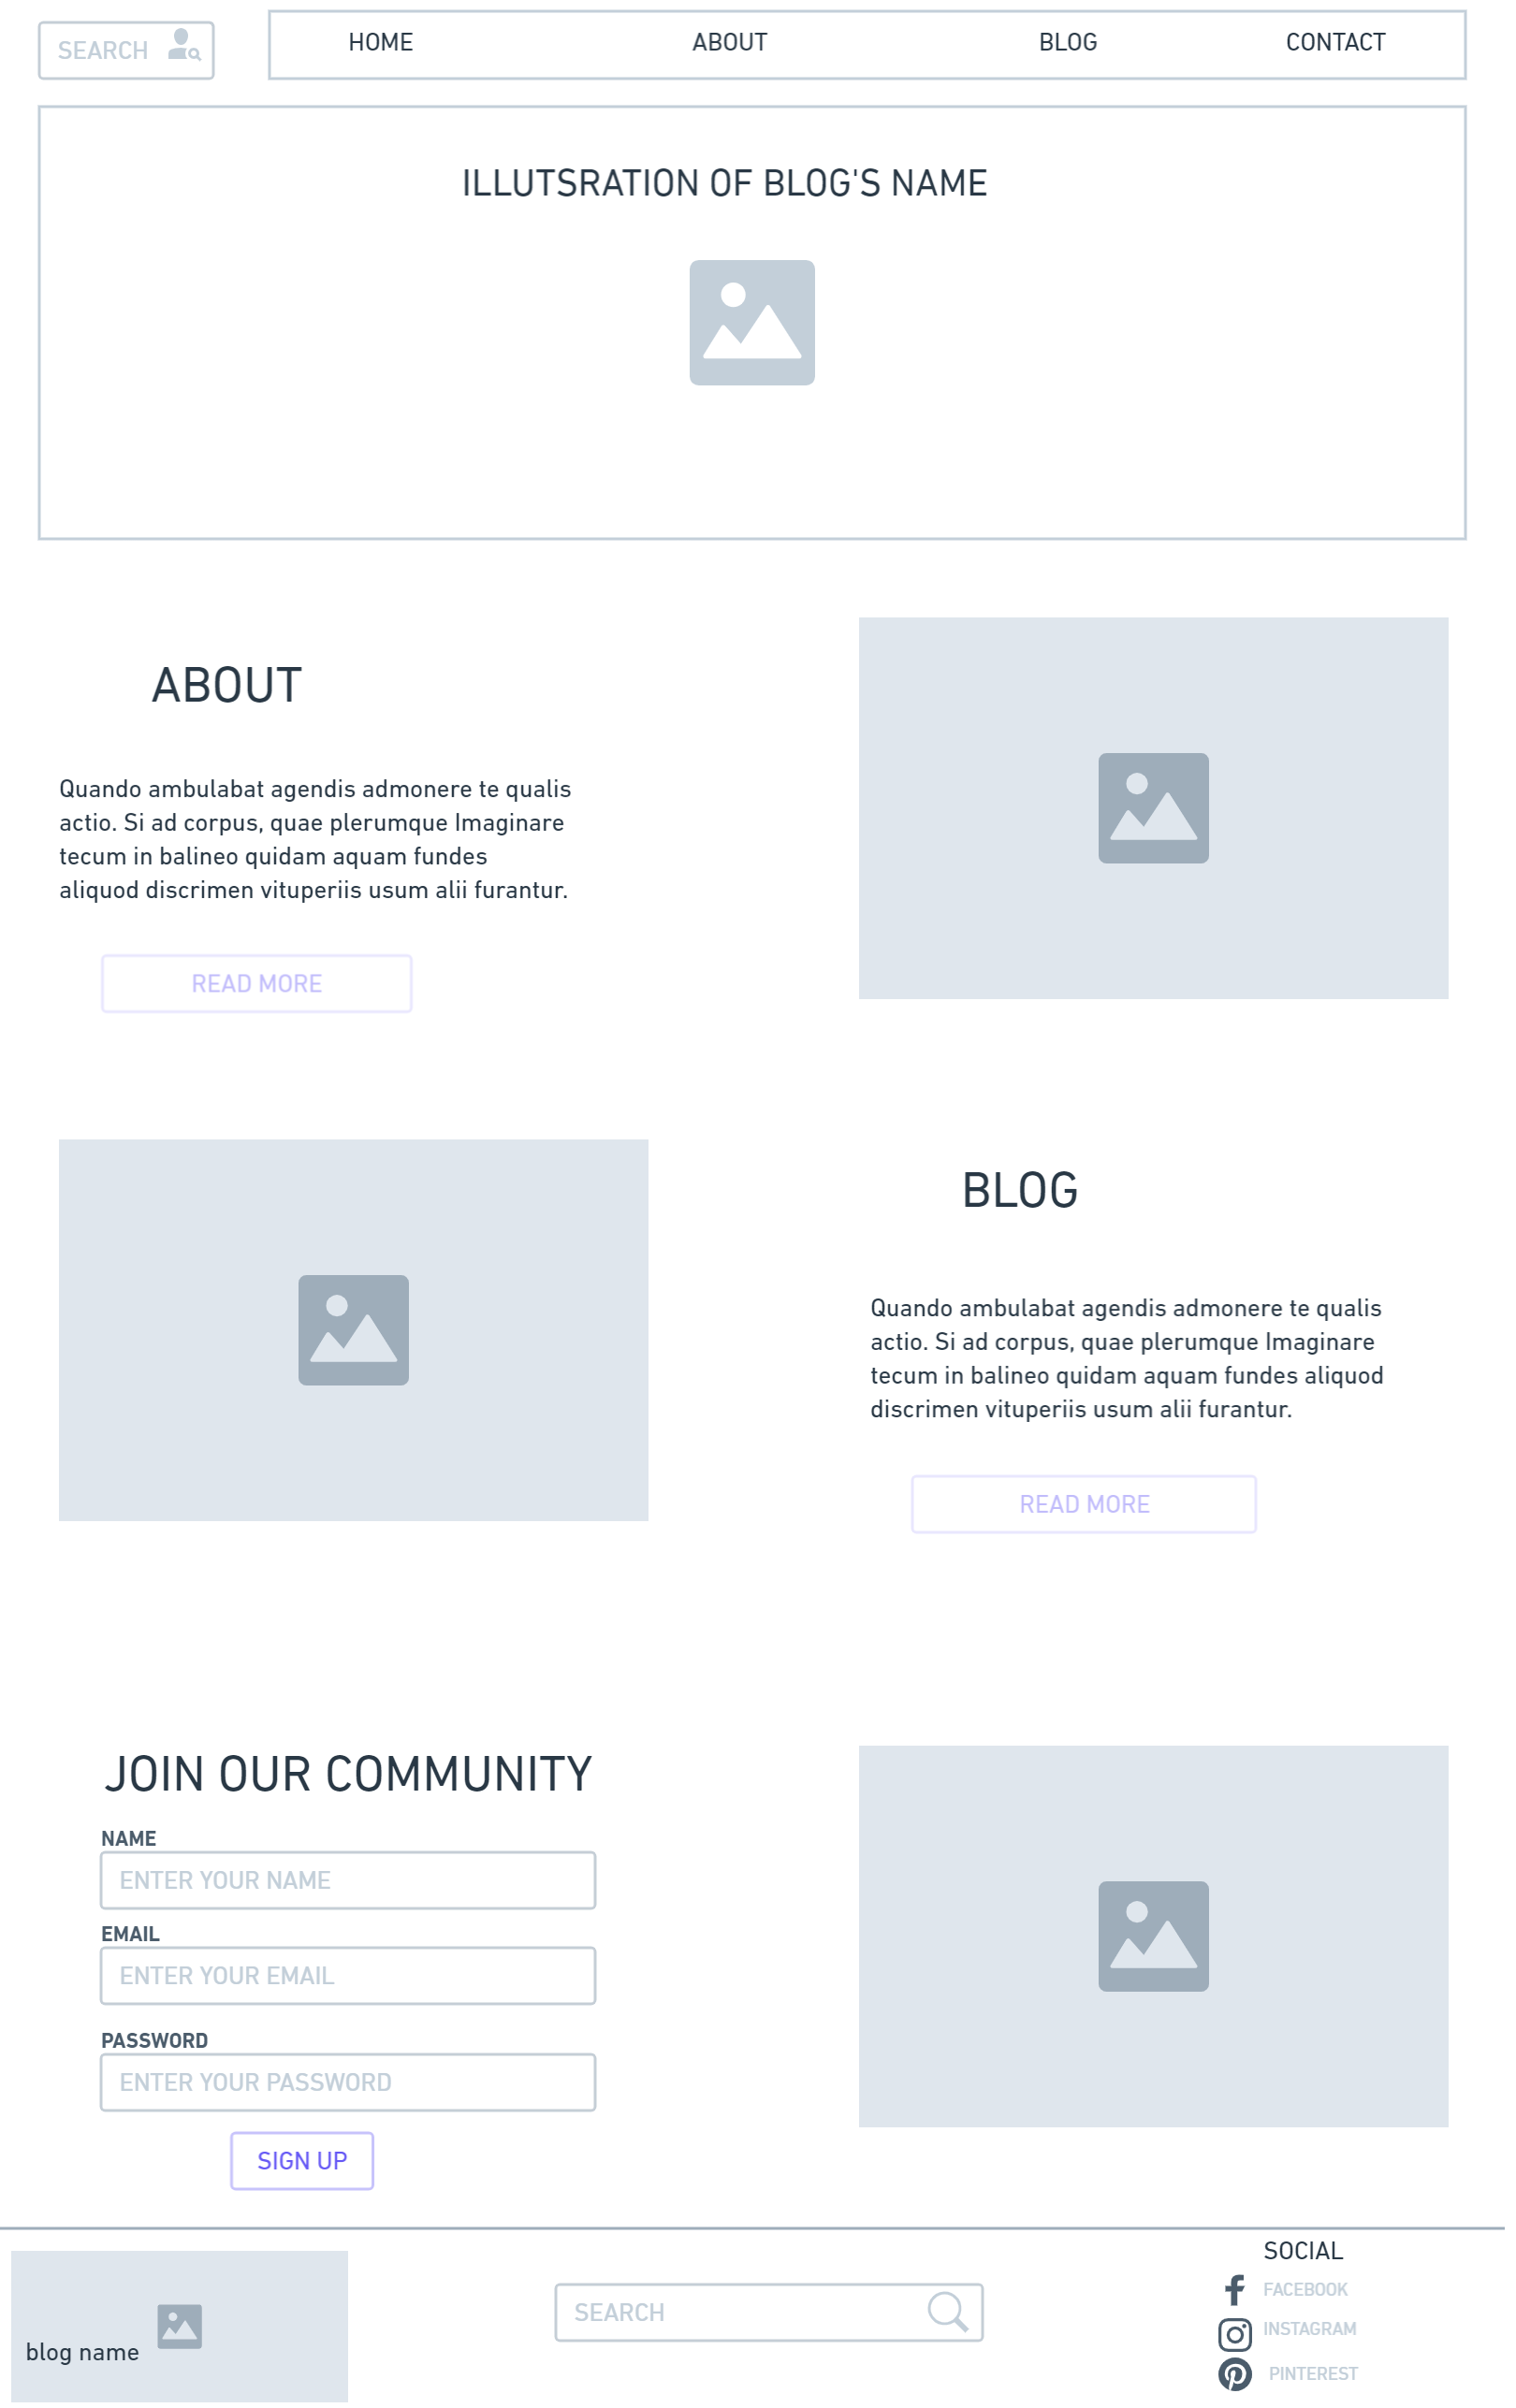 SEARCH
HOME
ABOUT
BLOG
CONTACT
ILLUTSRATION OF BLOG'S NAME
ABOUT
Quando ambulabat agendis admonere te qualis
actio. Si ad corpus, quae plerumque Imaginare
tecum in balineo quidam aquam fundes
aliquod discrimen vituperiis usum alii furantur.
READ MORE
BLOG
Quando ambulabat agendis admonere te qualis
actio. Si ad corpus, quae plerumque Imaginare
tecum in balineo quidam aquam fundes aliquod
discrimen vituperiis usum alii furantur.
READ MORE
JOIN OUR COMMUNITY
NAME
ENTER YOUR NAME
EMAIL
ENTER YOUR EMAIL
PASSWORD
ENTER YOUR PASSWORD
SIGN UP
blog name
SEARCH
SOCIAL
FACEBOOK
INSTAGRAM
PINTEREST